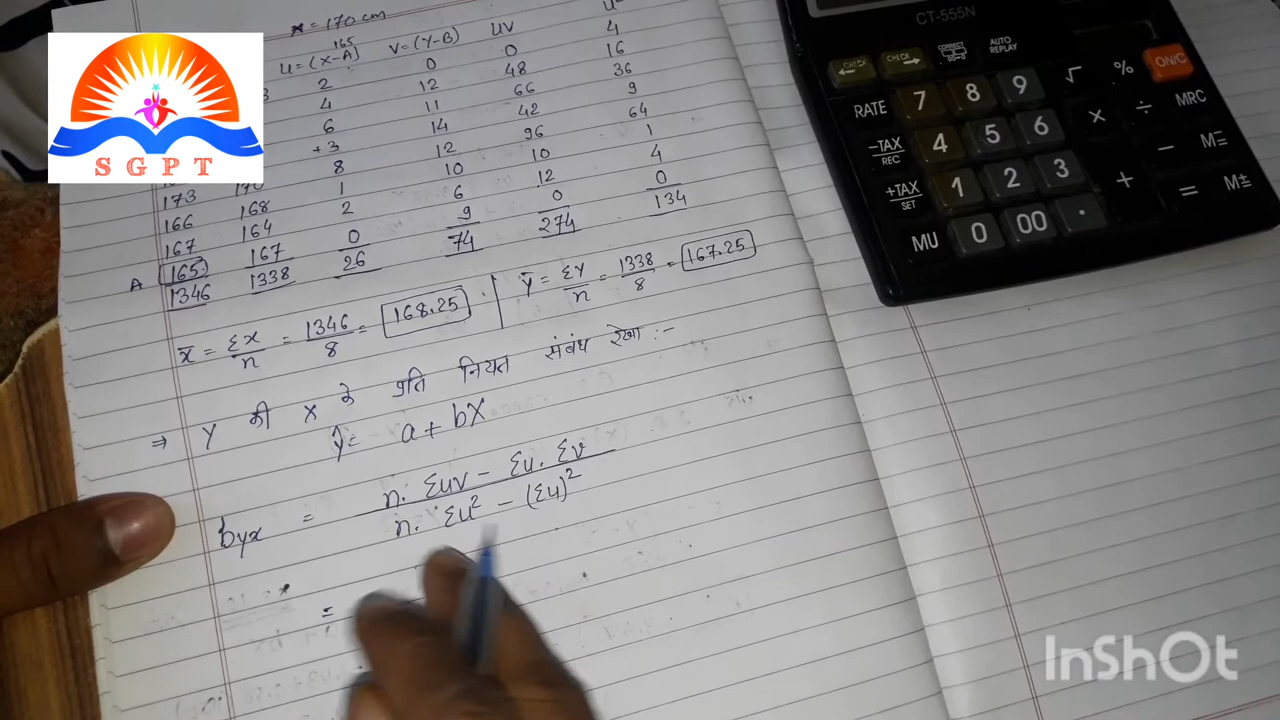 x = 170 cm
165
u = (x-A) V = (Y-B) uv u²
2 0 0 4
4 12 48 16
6 11 66 36
+3 14 42 9
8 12 96 64
173 170 1 10 10 1
166 168 2 6 12 4
167 164 0 9 0 0
A 165 167 26 74 274 134
1346 1338
x̄ = Σx/n = 1346/8 = 168.25
ȳ = ΣY/n = 1338/8 = 167.25
⇒ Y की X के प्रति नियत संबंध रेखा :-
Ŷ = a + bX
byx = n. Σuv - Σu. Σv / n. Σu² - (Σu)²
=
SGPT
CT-555N
CHECK CHECK CORRECT GO→0 AUTO REPLAY
RATE 7 8 9 √ % ON/C
-TAX REC 4 5 6 × ÷ MRC
+TAX SET 1 2 3 + − M=
MU 0 00 . = M±
InShOt